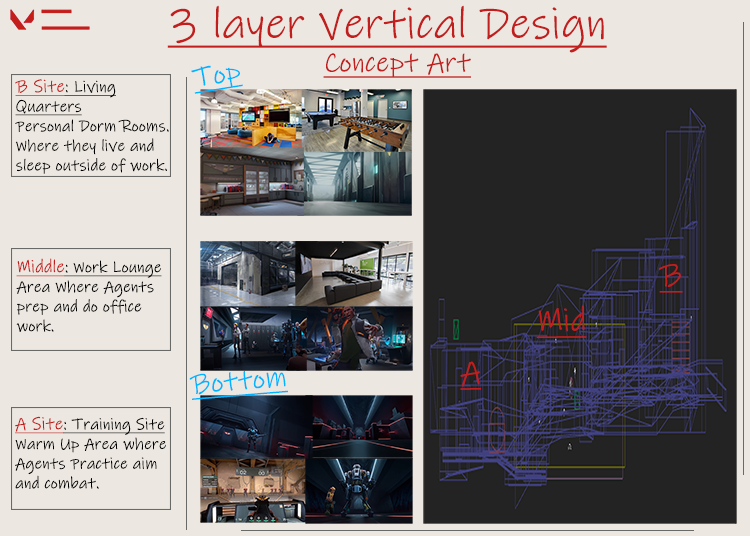 3 layer Vertical Design
Concept Art
Top
B Site: Living
Quarters
Personal Dorm Rooms.
Where they live and
sleep outside of work.
Middle: Work Lounge
Area Where Agents
prep and do office
work.
Bottom
A Site: Training Site
Warm Up Area where
Agents Practice aim
and combat.
B
Mid
A